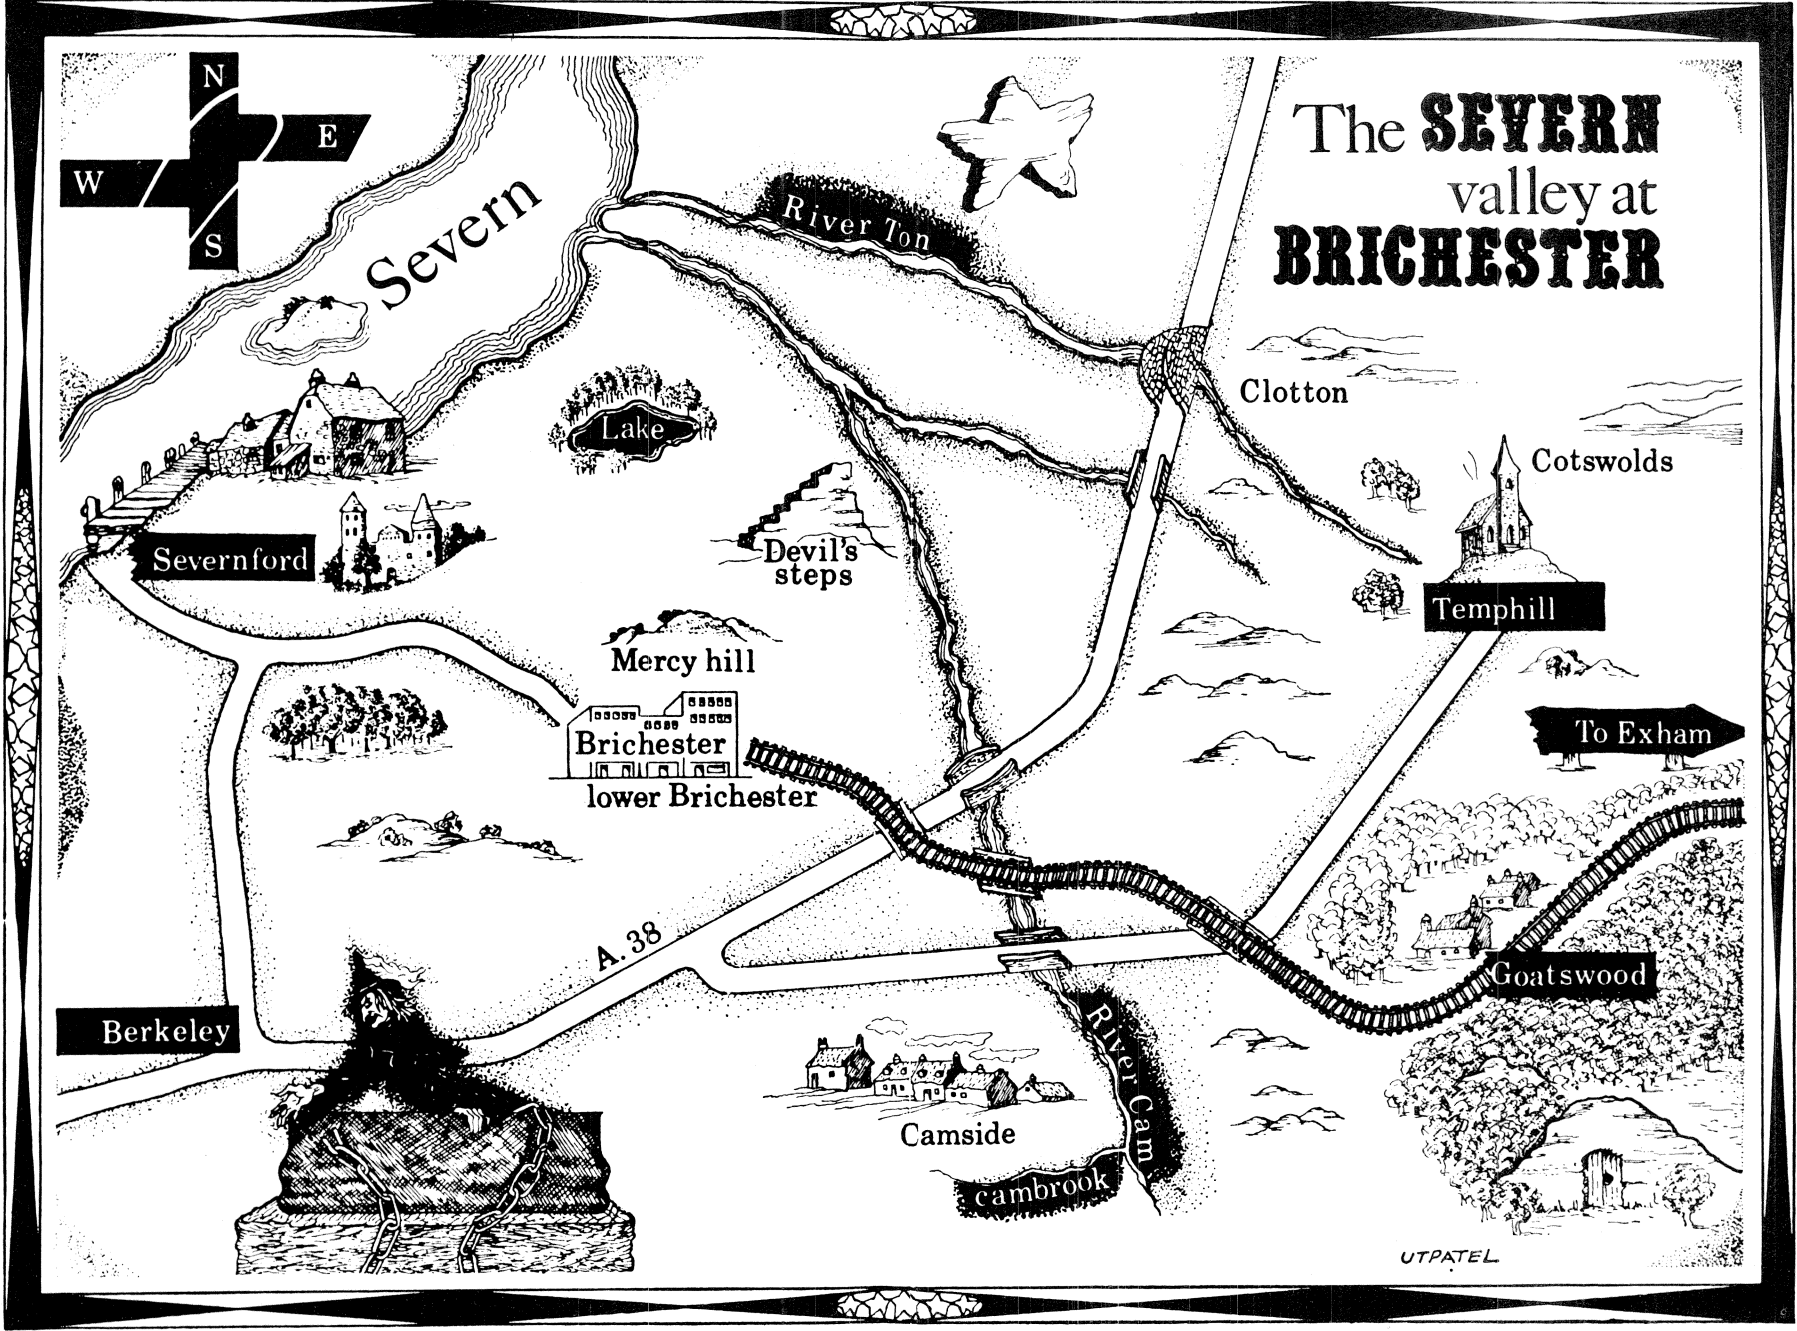 N
E
W
S
The SEVERN
valley at
BRICHESTER
Severn
River Ton
Clotton
Lake
Cotswolds
Devil's
steps
Severnford
Temphill
Mercy hill
To Exham
Brichester
lower Brichester
A. 38
Goatswood
Berkeley
River Cam
Camside
cambrook
UTPATEL